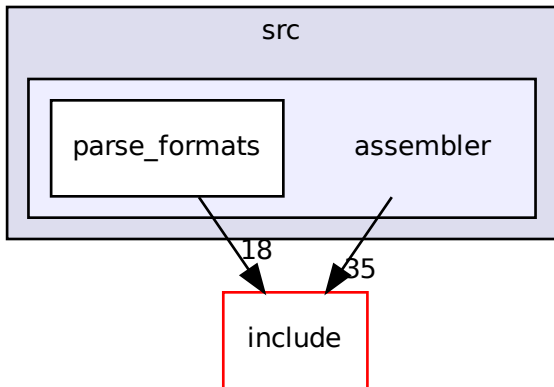 src
parse_formats
assembler
18
35
include